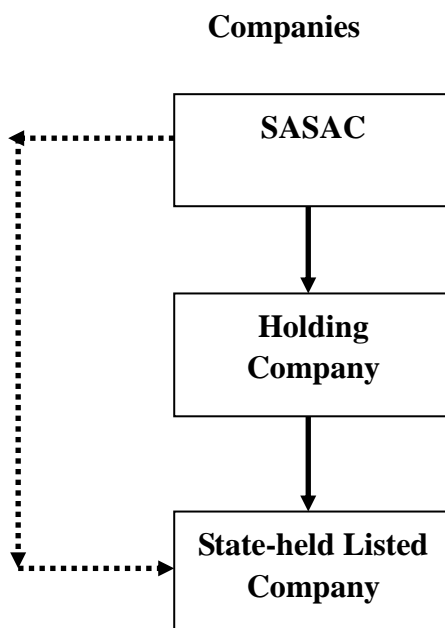 Companies
SASAC
Holding
Company
State-held Listed
Company